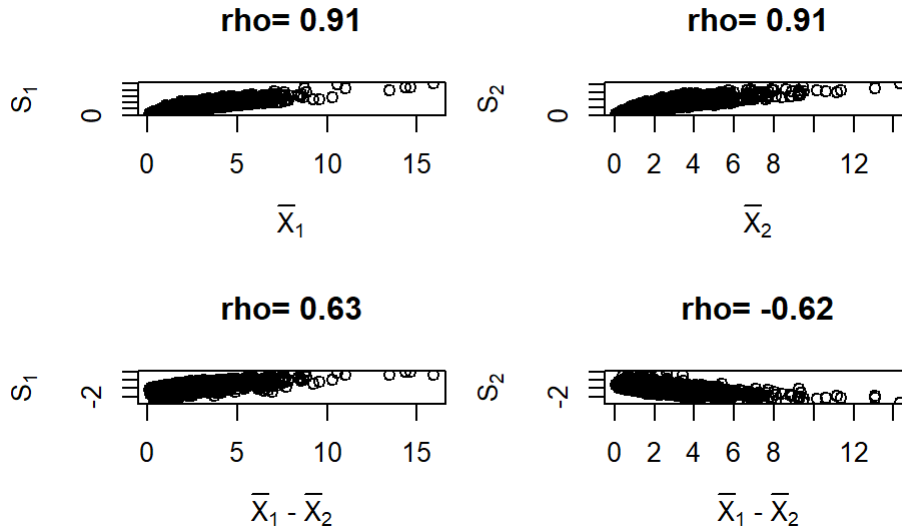 rho= 0.91
S₁
0
0 5 10 15
X̅₁
rho= 0.91
S₂
0
0 2 4 6 8 12
X̅₂
rho= 0.63
S₁
-2
0 5 10 15
X̅₁ - X̅₂
rho= -0.62
S₂
-2
0 2 4 6 8 12
X̅₁ - X̅₂